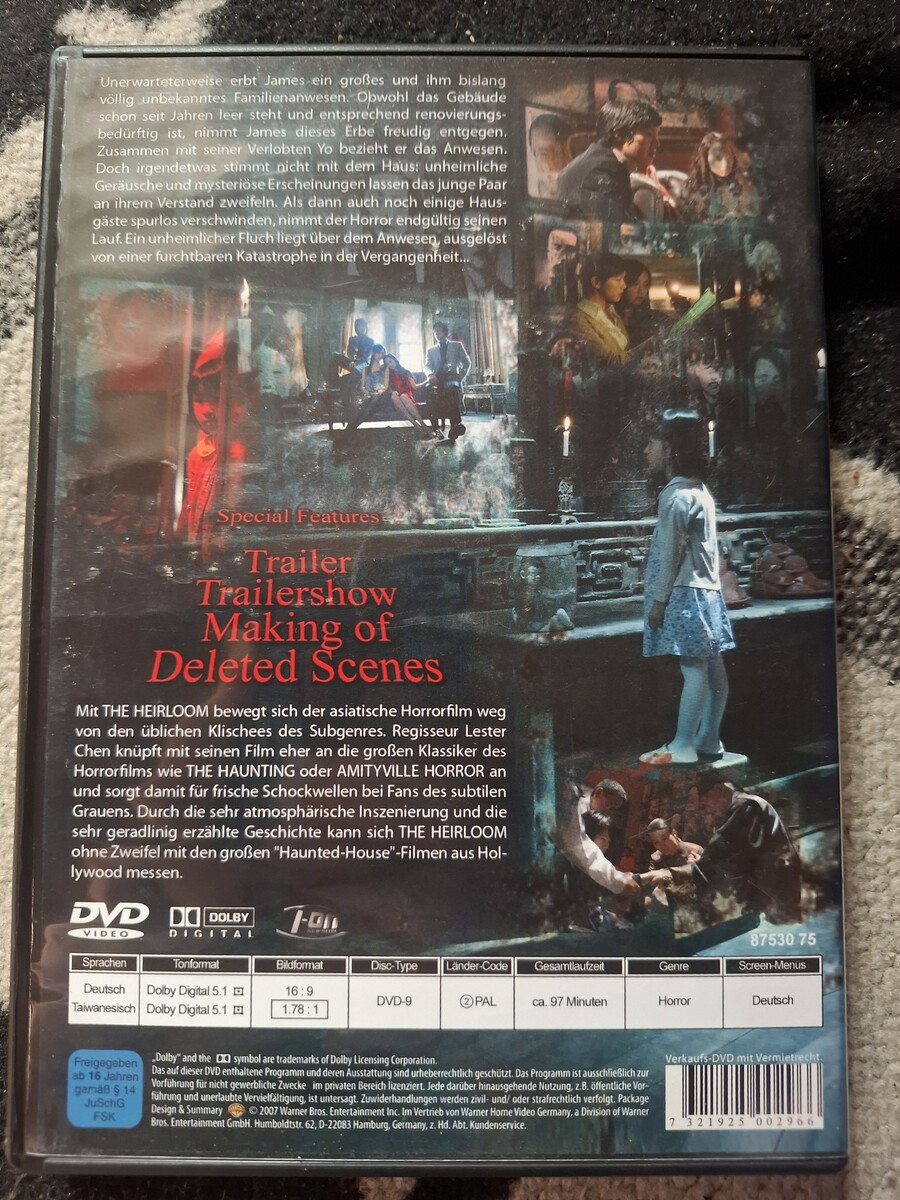 Unerwarteterweise erbt James ein großes und ihm bislang
völlig unbekanntes Familienanwesen. Obwohl das Gebäude
schon seit Jahren leer steht und entsprechend renovierungs-
bedürftig ist, nimmt James dieses Erbe freudig entgegen.
Zusammen mit seiner Verlobten Yo bezieht er das Anwesen.
Doch irgendetwas stimmt nicht mit dem Haus: unheimliche
Geräusche und mysteriöse Erscheinungen lassen das junge Paar
an ihrem Verstand zweifeln. Als dann auch noch einige Haus-
gäste spurlos verschwinden, nimmt der Horror endgültig seinen
Lauf. Ein unheimlicher Fluch liegt über dem Anwesen, ausgelöst
von einer furchtbaren Katastrophe in der Vergangenheit...
Special Features
Trailer
Trailershow
Making of
Deleted Scenes
Mit THE HEIRLOOM bewegt sich der asiatische Horrorfilm weg
von den üblichen Klischees des Subgenres. Regisseur Lester
Chen knüpft mit seinen Film eher an die großen Klassiker des
Horrorfilms wie THE HAUNTING oder AMITYVILLE HORROR an
und sorgt damit für frische Schockwellen bei Fans des subtilen
Grauens. Durch die sehr atmosphärische Inszenierung und die
sehr geradlinig erzählte Geschichte kann sich THE HEIRLOOM
ohne Zweifel mit den großen "Haunted-House"-Filmen aus Hol-
lywood messen.
DVD VIDEO
DOLBY DIGITAL
I-ON NEW MEDIA
87530 75
Sprachen Tonformat Bildformat Disc-Type Länder-Code Gesamtlaufzeit Genre Screen-Menüs
Deutsch Dolby Digital 5.1 16 : 9 DVD-9 2 PAL ca. 97 Minuten Horror Deutsch
Taiwanesisch Dolby Digital 5.1 1.78 : 1
Freigegeben
ab 16 Jahren
gemäß § 14
JuSchG
FSK
„Dolby" and the symbol are trademarks of Dolby Licensing Corporation.
Das auf dieser DVD enthaltene Programm und deren Ausstattung sind urheberrechtlich geschützt. Das Programm ist ausschließlich zur
Vorführung für nicht gewerbliche Zwecke im privaten Bereich lizenziert. Jede darüber hinausgehende Nutzung, z.B. öffentliche Vor-
führung und unerlaubte Vervielfältigung, ist untersagt. Zuwiderhandlungen werden zivil- und/ oder strafrechtlich verfolgt. Package
Design & Summary © 2007 Warner Bros. Entertainment Inc. Im Vertrieb von Warner Home Video Germany, a Division of Warner
Bros. Entertainment GmbH. Humboldtstr. 62, D-22083 Hamburg, Germany, z. Hd. Abt. Kundenservice.
Verkaufs-DVD mit Vermietrecht.
7 321925 002966